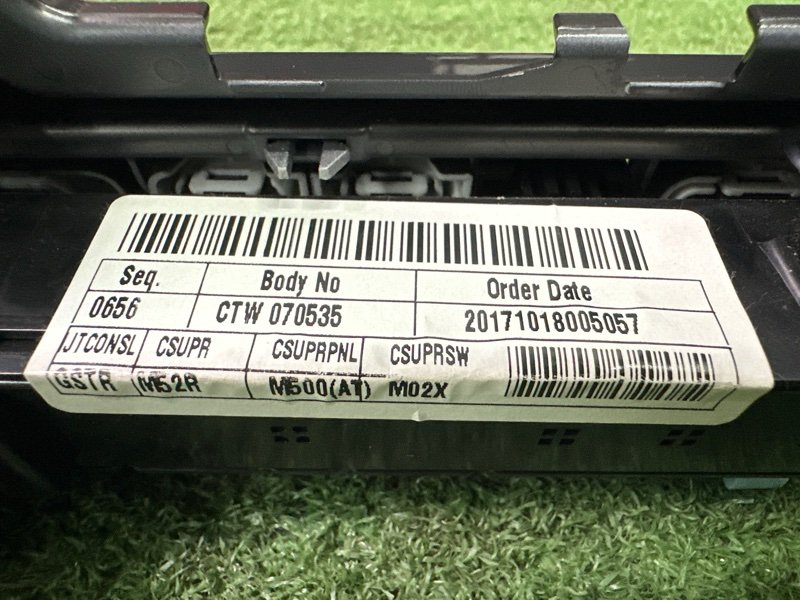 Seq. Body No Order Date
0656 CTW 070535 20171018005057
JTCONSL CSUPR CSUPRPNL CSUPRSW
GSTR M52R M500(AT) M02X